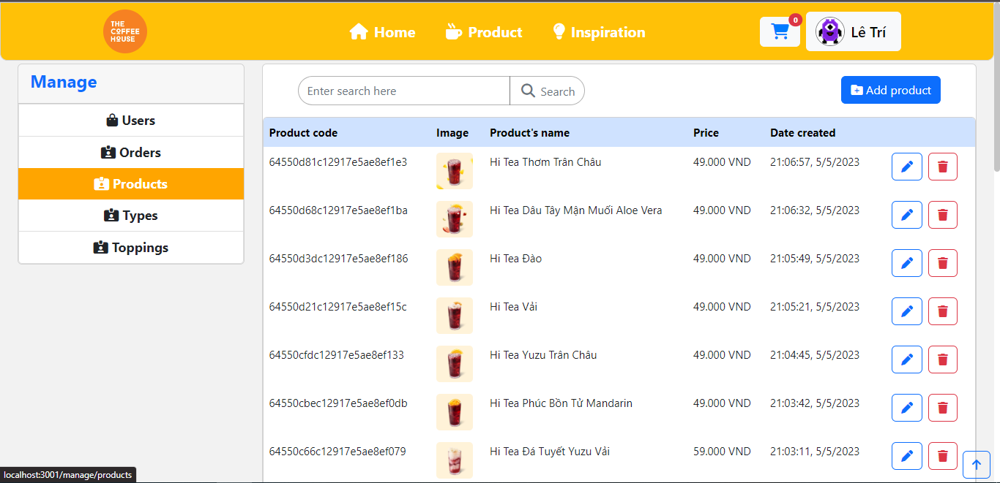 THE
COFFEE
HOUSE
Home
Product
Inspiration
0
Lê Trí
Manage
Users
Orders
Products
Types
Toppings
Enter search here
Search
Add product
Product code Image Product's name Price Date created
64550d81c12917e5ae8ef1e3 Hi Tea Thơm Trân Châu 49.000 VND 21:06:57, 5/5/2023
64550d68c12917e5ae8ef1ba Hi Tea Dâu Tây Mận Muối Aloe Vera 49.000 VND 21:06:32, 5/5/2023
64550d3dc12917e5ae8ef186 Hi Tea Đào 49.000 VND 21:05:49, 5/5/2023
64550d21c12917e5ae8ef15c Hi Tea Vải 49.000 VND 21:05:21, 5/5/2023
64550cfdc12917e5ae8ef133 Hi Tea Yuzu Trân Châu 49.000 VND 21:04:45, 5/5/2023
64550cbec12917e5ae8ef0db Hi Tea Phúc Bồn Tử Mandarin 49.000 VND 21:03:42, 5/5/2023
64550c66c12917e5ae8ef079 Hi Tea Đá Tuyết Yuzu Vải 59.000 VND 21:03:11, 5/5/2023
localhost:3001/manage/products